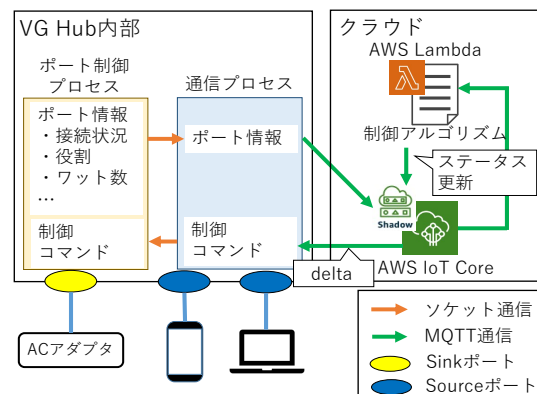 VG Hub内部
ポート制御
プロセス
ポート情報
・接続状況
・役割
・ワット数
…
制御
コマンド
通信プロセス
ポート情報
制御
コマンド
クラウド
AWS Lambda
制御アルゴリズム
ステータス
更新
Shadow
AWS IoT Core
delta
ACアダプタ
ソケット通信
MQTT通信
Sinkポート
Sourceポート